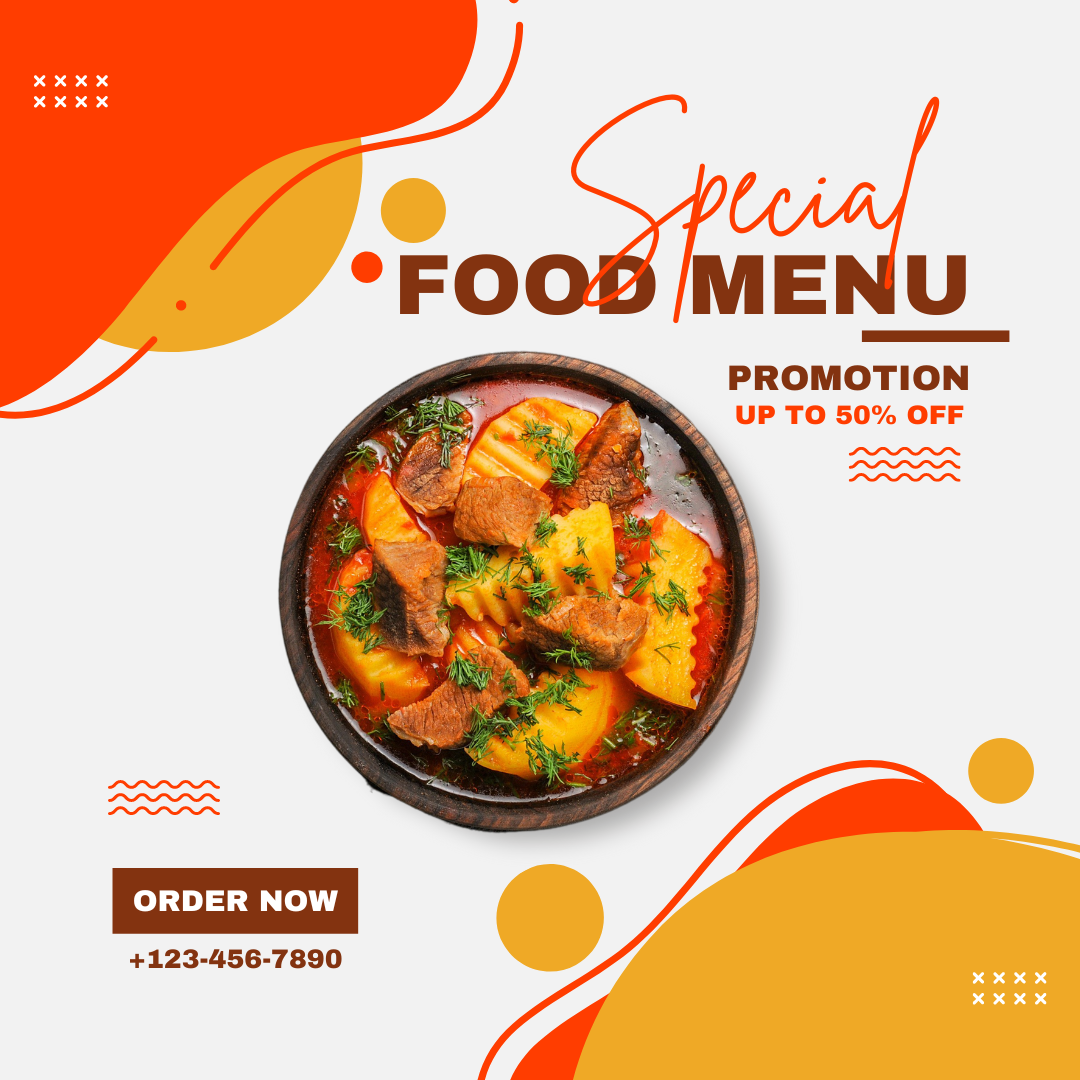 Special
FOOD MENU
PROMOTION
UP TO 50% OFF
ORDER NOW
+123-456-7890